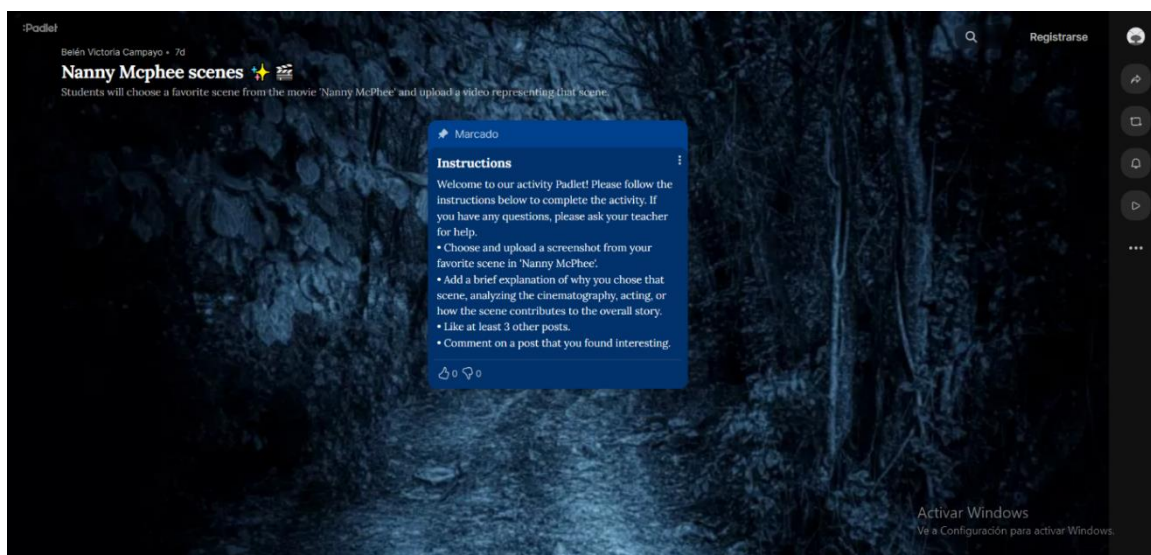 :Padlet
Belén Victoria Campayo • 7d
Nanny Mcphee scenes ✨ 🎬
Students will choose a favorite scene from the movie 'Nanny McPhee' and upload a video representing that scene.
Registrarse
Marcado
Instructions
Welcome to our activity Padlet! Please follow the
instructions below to complete the activity. If
you have any questions, please ask your teacher
for help.
• Choose and upload a screenshot from your
favorite scene in 'Nanny McPhee'.
• Add a brief explanation of why you chose that
scene, analyzing the cinematography, acting, or
how the scene contributes to the overall story.
• Like at least 3 other posts.
• Comment on a post that you found interesting.
0 0
Activar Windows
Ve a Configuración para activar Windows.